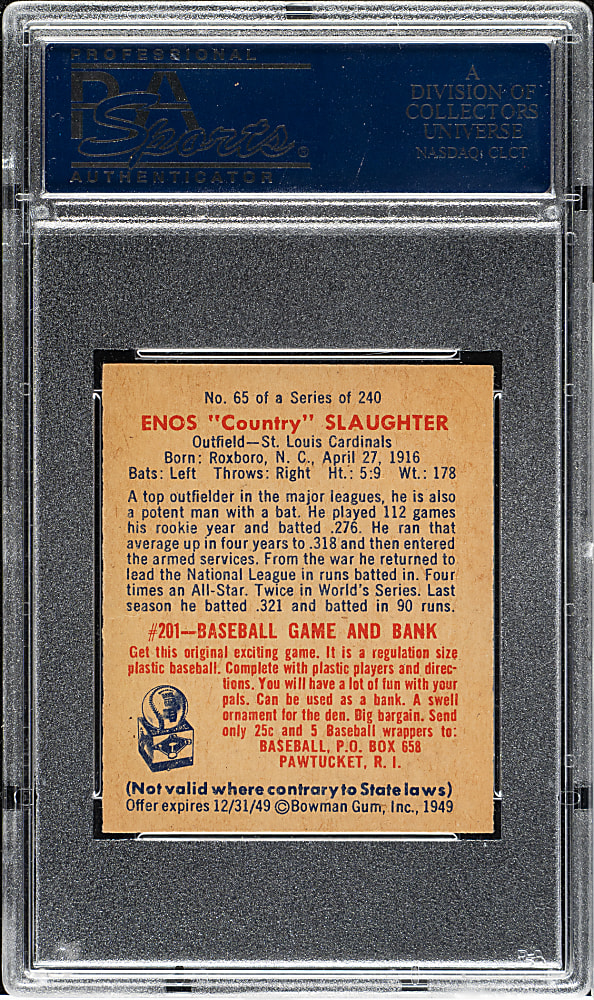 PROFESSIONAL
PSA
Sports
AUTHENTICATOR
A
DIVISION OF
COLLECTORS
UNIVERSE
NASDAQ: CLCT
No. 65 of a Series of 240
ENOS "Country" SLAUGHTER
Outfield—St. Louis Cardinals
Born: Roxboro, N. C., April 27, 1916
Bats: Left Throws: Right Ht.: 5:9 Wt.: 178
A top outfielder in the major leagues, he is also
a potent man with a bat. He played 112 games
his rookie year and batted .276. He ran that
average up in four years to .318 and then entered
the armed services. From the war he returned to
lead the National League in runs batted in. Four
times an All-Star. Twice in World's Series. Last
season he batted .321 and batted in 90 runs.
#201—BASEBALL GAME AND BANK
Get this original exciting game. It is a regulation size
plastic baseball. Complete with plastic players and direc-
tions. You will have a lot of fun with your
pals. Can be used as a bank. A swell
ornament for the den. Big bargain. Send
only 25c and 5 Baseball wrappers to:
BASEBALL, P.O. BOX 658
PAWTUCKET, R. I.
(Not valid where contrary to State laws)
Offer expires 12/31/49 ©Bowman Gum, Inc., 1949
PSA